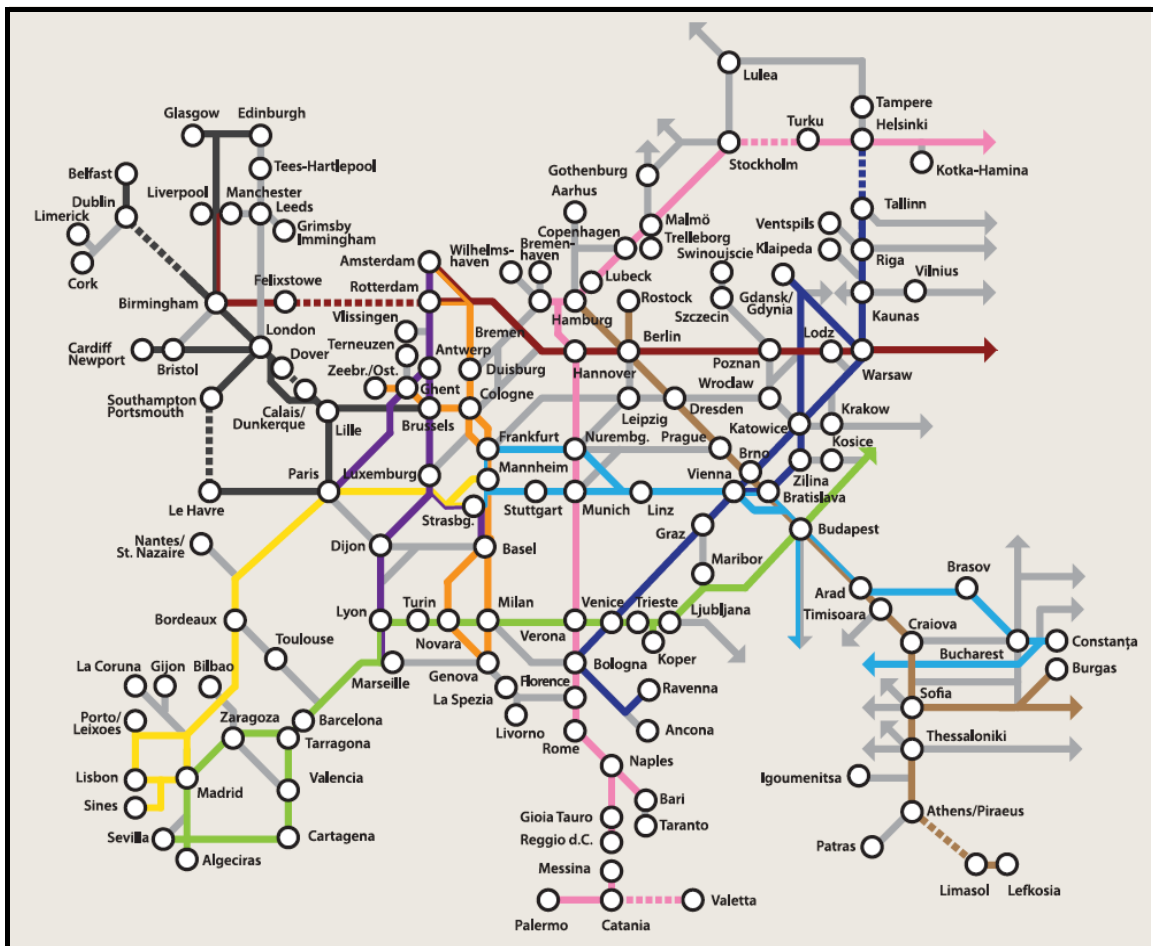 Lulea
Glasgow
Edinburgh
Tampere
Turku
Helsinki
Stockholm
Kotka-Hamina
Tees-Hartlepool
Belfast
Gothenburg
Aarhus
Dublin
Liverpool
Manchester
Leeds
Limerick
Grimsby
Immingham
Cork
Malmö
Trelleborg
Copenhagen
Tallinn
Ventspils
Klaipeda
Riga
Vilnius
Wilhelms-
haven
Bremen-
haven
Swinoujscie
Amsterdam
Lubeck
Felixstowe
Rotterdam
Birmingham
Hamburg
Rostock
Szczecin
Gdansk/
Gdynia
Kaunas
Vlissingen
Bremen
London
Dover
Terneuzen
Antwerp
Berlin
Lodz
Cardiff
Newport
Bristol
Zeebr./Ost.
Duisburg
Hannover
Poznan
Warsaw
Southampton
Portsmouth
Ghent
Cologne
Wroclaw
Calais/
Dunkerque
Lille
Brussels
Leipzig
Dresden
Krakow
Katowice
Frankfurt
Nurembg.
Prague
Kosice
Brno
Paris
Luxemburg
Mannheim
Vienna
Zilina
Bratislava
Le Havre
Strasbg.
Stuttgart
Munich
Linz
Budapest
Nantes/
St. Nazaire
Dijon
Basel
Graz
Maribor
Brasov
Arad
Timisoara
Bordeaux
Lyon
Turin
Milan
Venice
Trieste
Ljubljana
Craiova
Toulouse
Novara
Verona
Koper
Bucharest
Constanţa
La Coruna
Gijon
Bilbao
Marseille
Genova
Bologna
Burgas
La Spezia
Florence
Ravenna
Sofia
Porto/
Leixoes
Zaragoza
Barcelona
Tarragona
Livorno
Rome
Ancona
Thessaloniki
Lisbon
Madrid
Valencia
Naples
Igoumenitsa
Sines
Bari
Taranto
Gioia Tauro
Athens/Piraeus
Sevilla
Cartagena
Reggio d.C.
Patras
Algeciras
Messina
Limasol
Lefkosia
Palermo
Catania
Valetta